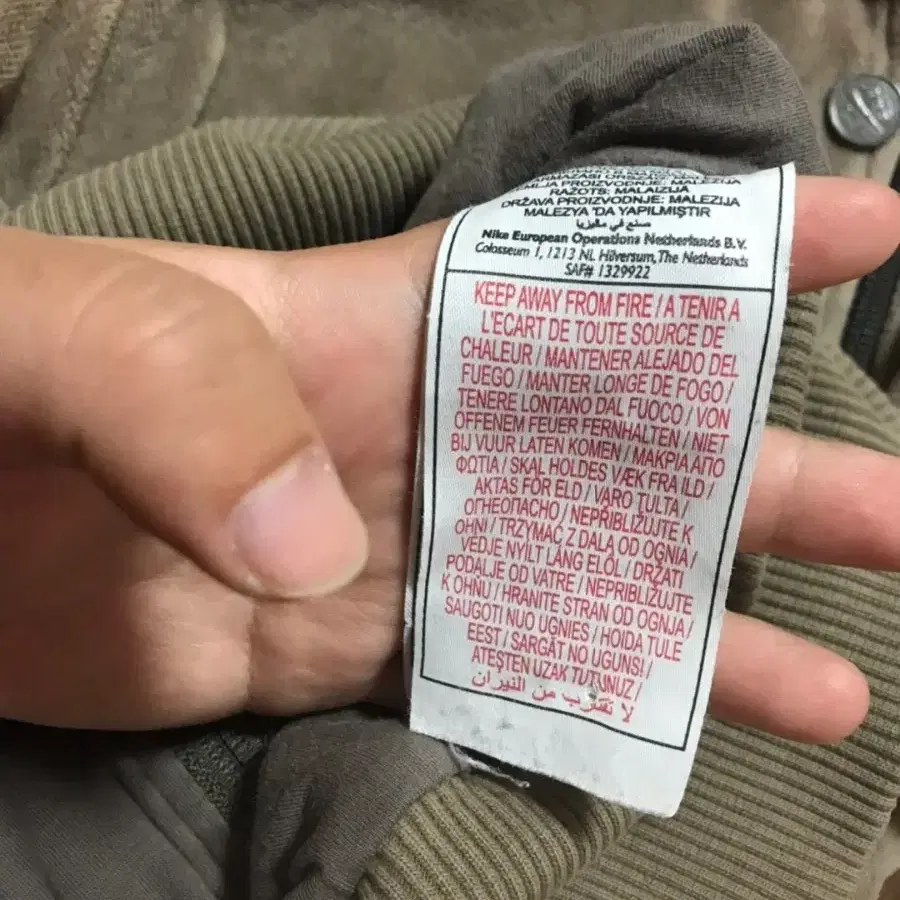 RAŽOTS: MALAIZIJA
DRŽAVA PROIZVODNJE: MALEZIJA
MALEZYA 'DA YAPILMIŞTIR
صنع في ماليزيا
Nike European Operations Netherlands B.V.
Colosseum 1, 1213 NL Hilversum, The Netherlands
SAF# 1329922
KEEP AWAY FROM FIRE / A TENIR A
L'ECART DE TOUTE SOURCE DE
CHALEUR / MANTENER ALEJADO DEL
FUEGO / MANTER LONGE DE FOGO /
TENERE LONTANO DAL FUOCO / VON
OFFENEM FEUER FERNHALTEN / NIET
BIJ VUUR LATEN KOMEN / ΜΑΚΡΙΑ ΑΠΟ
ΦΩΤΙΑ / SKAL HOLDES VÆK FRA ILD /
AKTAS FÖR ELD / VARO TULTA /
ОГНЕОПАСНО / NEPŘIBLIŽUJTE K
OHNI / TRZYMAĆ Z DALA OD OGNIA /
VEDJE NYÍLT LÁNG ELŐL / DRŽATI
PODALJE OD VATRE / NEPRIBLIŽUJTE
K OHŇU / HRANITE STRAN OD OGNJA /
SAUGOTI NUO UGNIES / HOIDA TULE
EEST / SARGĀT NO UGUNS! /
ATEŞTEN UZAK TUTUNUZ /
لا تقترب من النيران